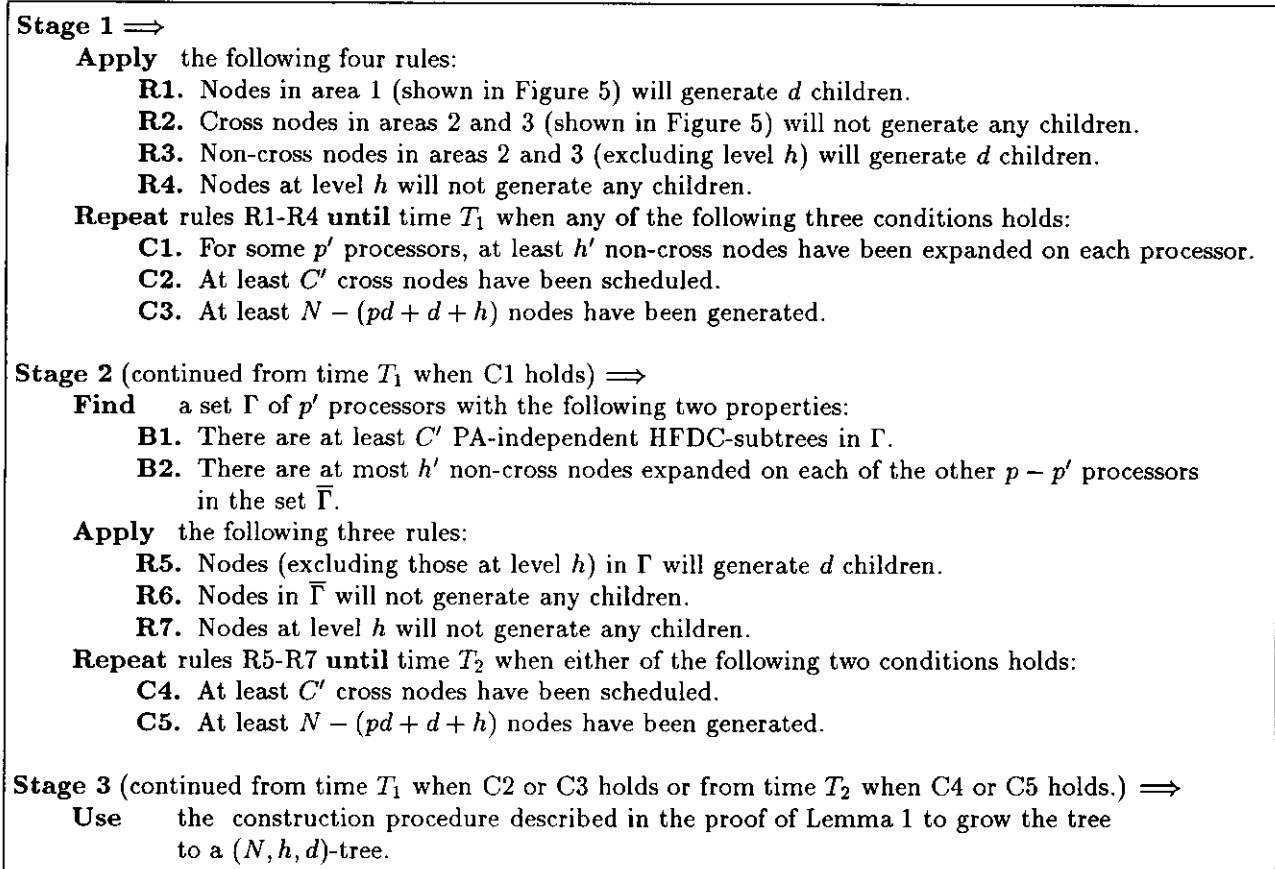 Stage 1 ⟹
Apply the following four rules:
R1. Nodes in area 1 (shown in Figure 5) will generate d children.
R2. Cross nodes in areas 2 and 3 (shown in Figure 5) will not generate any children.
R3. Non-cross nodes in areas 2 and 3 (excluding level h) will generate d children.
R4. Nodes at level h will not generate any children.
Repeat rules R1-R4 until time T₁ when any of the following three conditions holds:
C1. For some p′ processors, at least h′ non-cross nodes have been expanded on each processor.
C2. At least C′ cross nodes have been scheduled.
C3. At least N − (pd + d + h) nodes have been generated.
Stage 2 (continued from time T₁ when C1 holds) ⟹
Find a set Γ of p′ processors with the following two properties:
B1. There are at least C′ PA-independent HFDC-subtrees in Γ.
B2. There are at most h′ non-cross nodes expanded on each of the other p − p′ processors
in the set Γ̅.
Apply the following three rules:
R5. Nodes (excluding those at level h) in Γ will generate d children.
R6. Nodes in Γ̅ will not generate any children.
R7. Nodes at level h will not generate any children.
Repeat rules R5-R7 until time T₂ when either of the following two conditions holds:
C4. At least C′ cross nodes have been scheduled.
C5. At least N − (pd + d + h) nodes have been generated.
Stage 3 (continued from time T₁ when C2 or C3 holds or from time T₂ when C4 or C5 holds.) ⟹
Use the construction procedure described in the proof of Lemma 1 to grow the tree
to a (N, h, d)-tree.